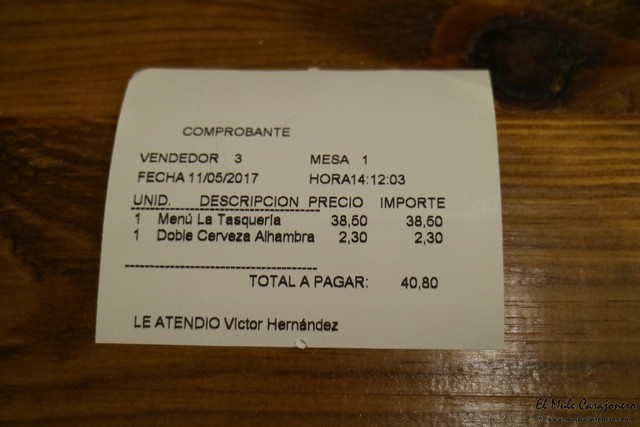 COMPROBANTE
VENDEDOR 3 MESA 1
FECHA 11/05/2017 HORA14:12:03
UNID. DESCRIPCION PRECIO IMPORTE
1 Menú La Tasquería 38,50 38,50
1 Doble Cerveza Alhambra 2,30 2,30
TOTAL A PAGAR: 40,80
LE ATENDIO Víctor Hernández
El Mule Carajonero